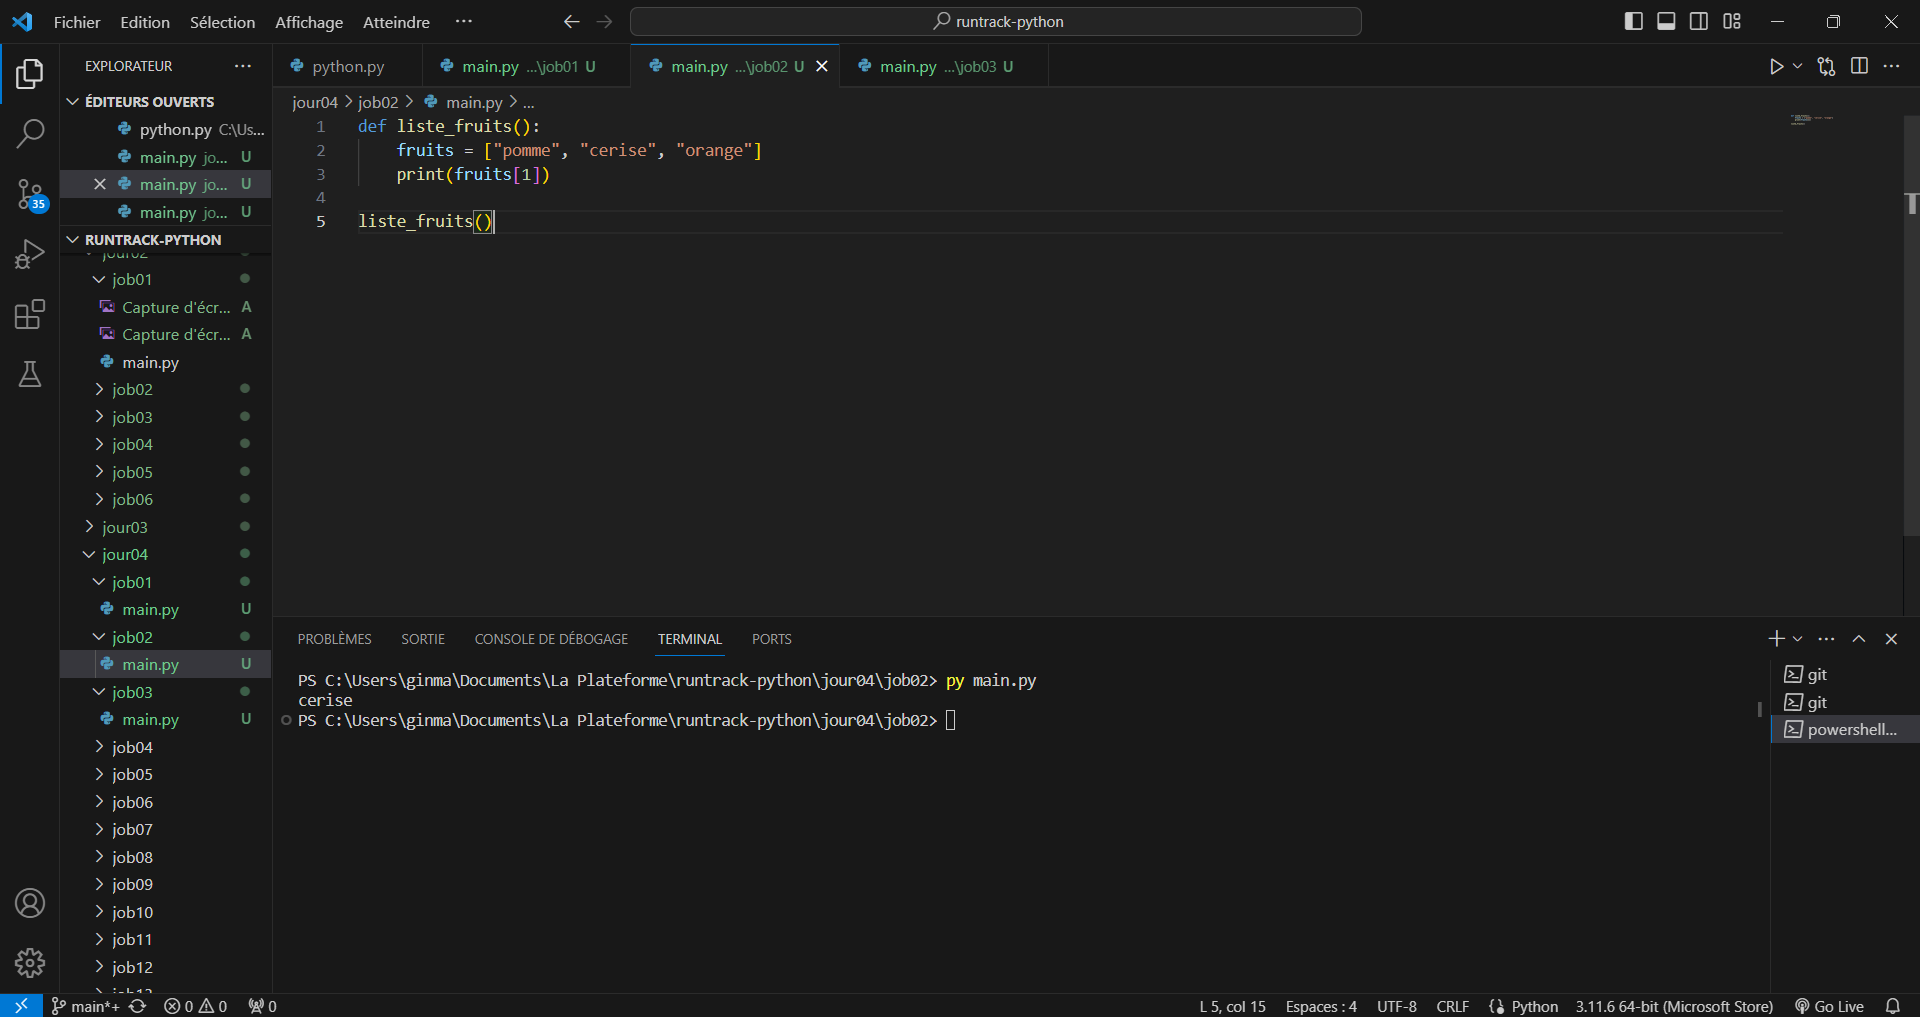 Fichier Edition Sélection Affichage Atteindre ··· runtrack-python
EXPLORATEUR
ÉDITEURS OUVERTS
python.py C:\Us...
main.py jo... U
main.py jo... U
main.py jo... U
RUNTRACK-PYTHON
jour02
job01
Capture d'écr... A
Capture d'écr... A
main.py
job02
job03
job04
job05
job06
jour03
jour04
job01
main.py U
job02
main.py U
job03
main.py U
job04
job05
job06
job07
job08
job09
job10
job11
job12
35
python.py main.py ...\job01 U main.py ...\job02 U main.py ...\job03 U
jour04 > job02 > main.py > ...
1 def liste_fruits():
2 fruits = ["pomme", "cerise", "orange"]
3 print(fruits[1])
4
5 liste_fruits()
PROBLÈMES SORTIE CONSOLE DE DÉBOGAGE TERMINAL PORTS
PS C:\Users\ginma\Documents\La Plateforme\runtrack-python\jour04\job02> py main.py
cerise
PS C:\Users\ginma\Documents\La Plateforme\runtrack-python\jour04\job02>
git
git
powershell...
main*+ 0 0 0 L 5, col 15 Espaces : 4 UTF-8 CRLF Python 3.11.6 64-bit (Microsoft Store) Go Live